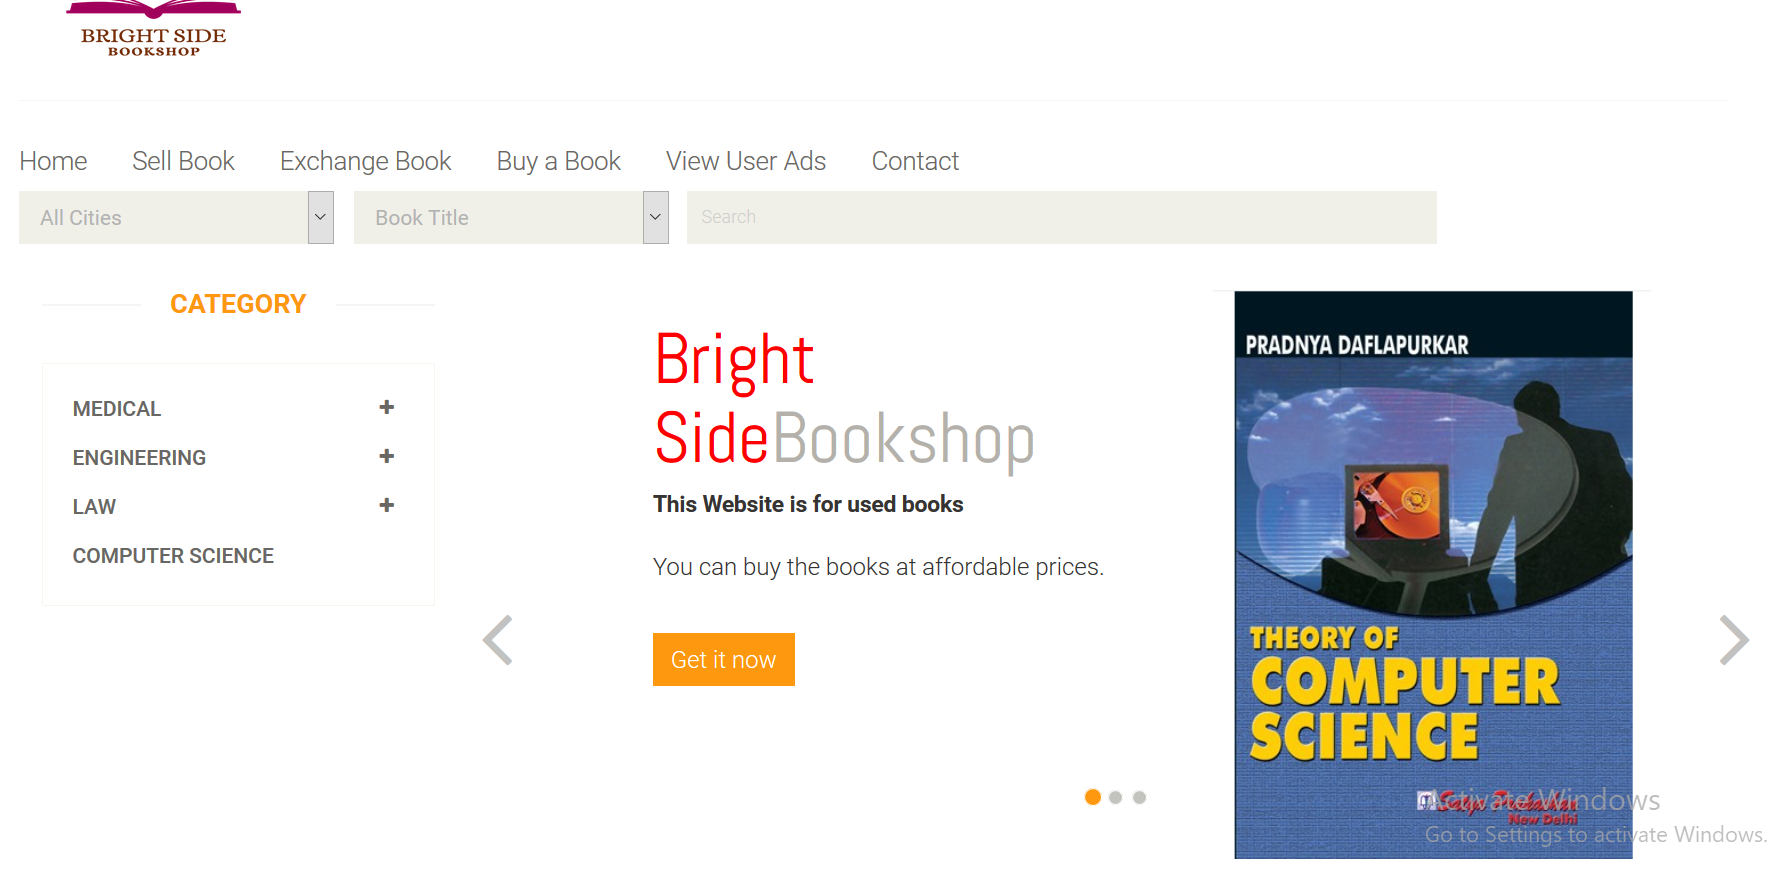 BRIGHT SIDE
BOOKSHOP
Home Sell Book Exchange Book Buy a Book View User Ads Contact
All Cities Book Title Search
CATEGORY
MEDICAL
ENGINEERING
LAW
COMPUTER SCIENCE
Bright
SideBookshop
This Website is for used books
You can buy the books at affordable prices.
Get it now
PRADNYA DAFLAPURKAR
THEORY OF
COMPUTER
SCIENCE
Satya Prakashan
New Delhi
Activate Windows
Go to Settings to activate Windows.